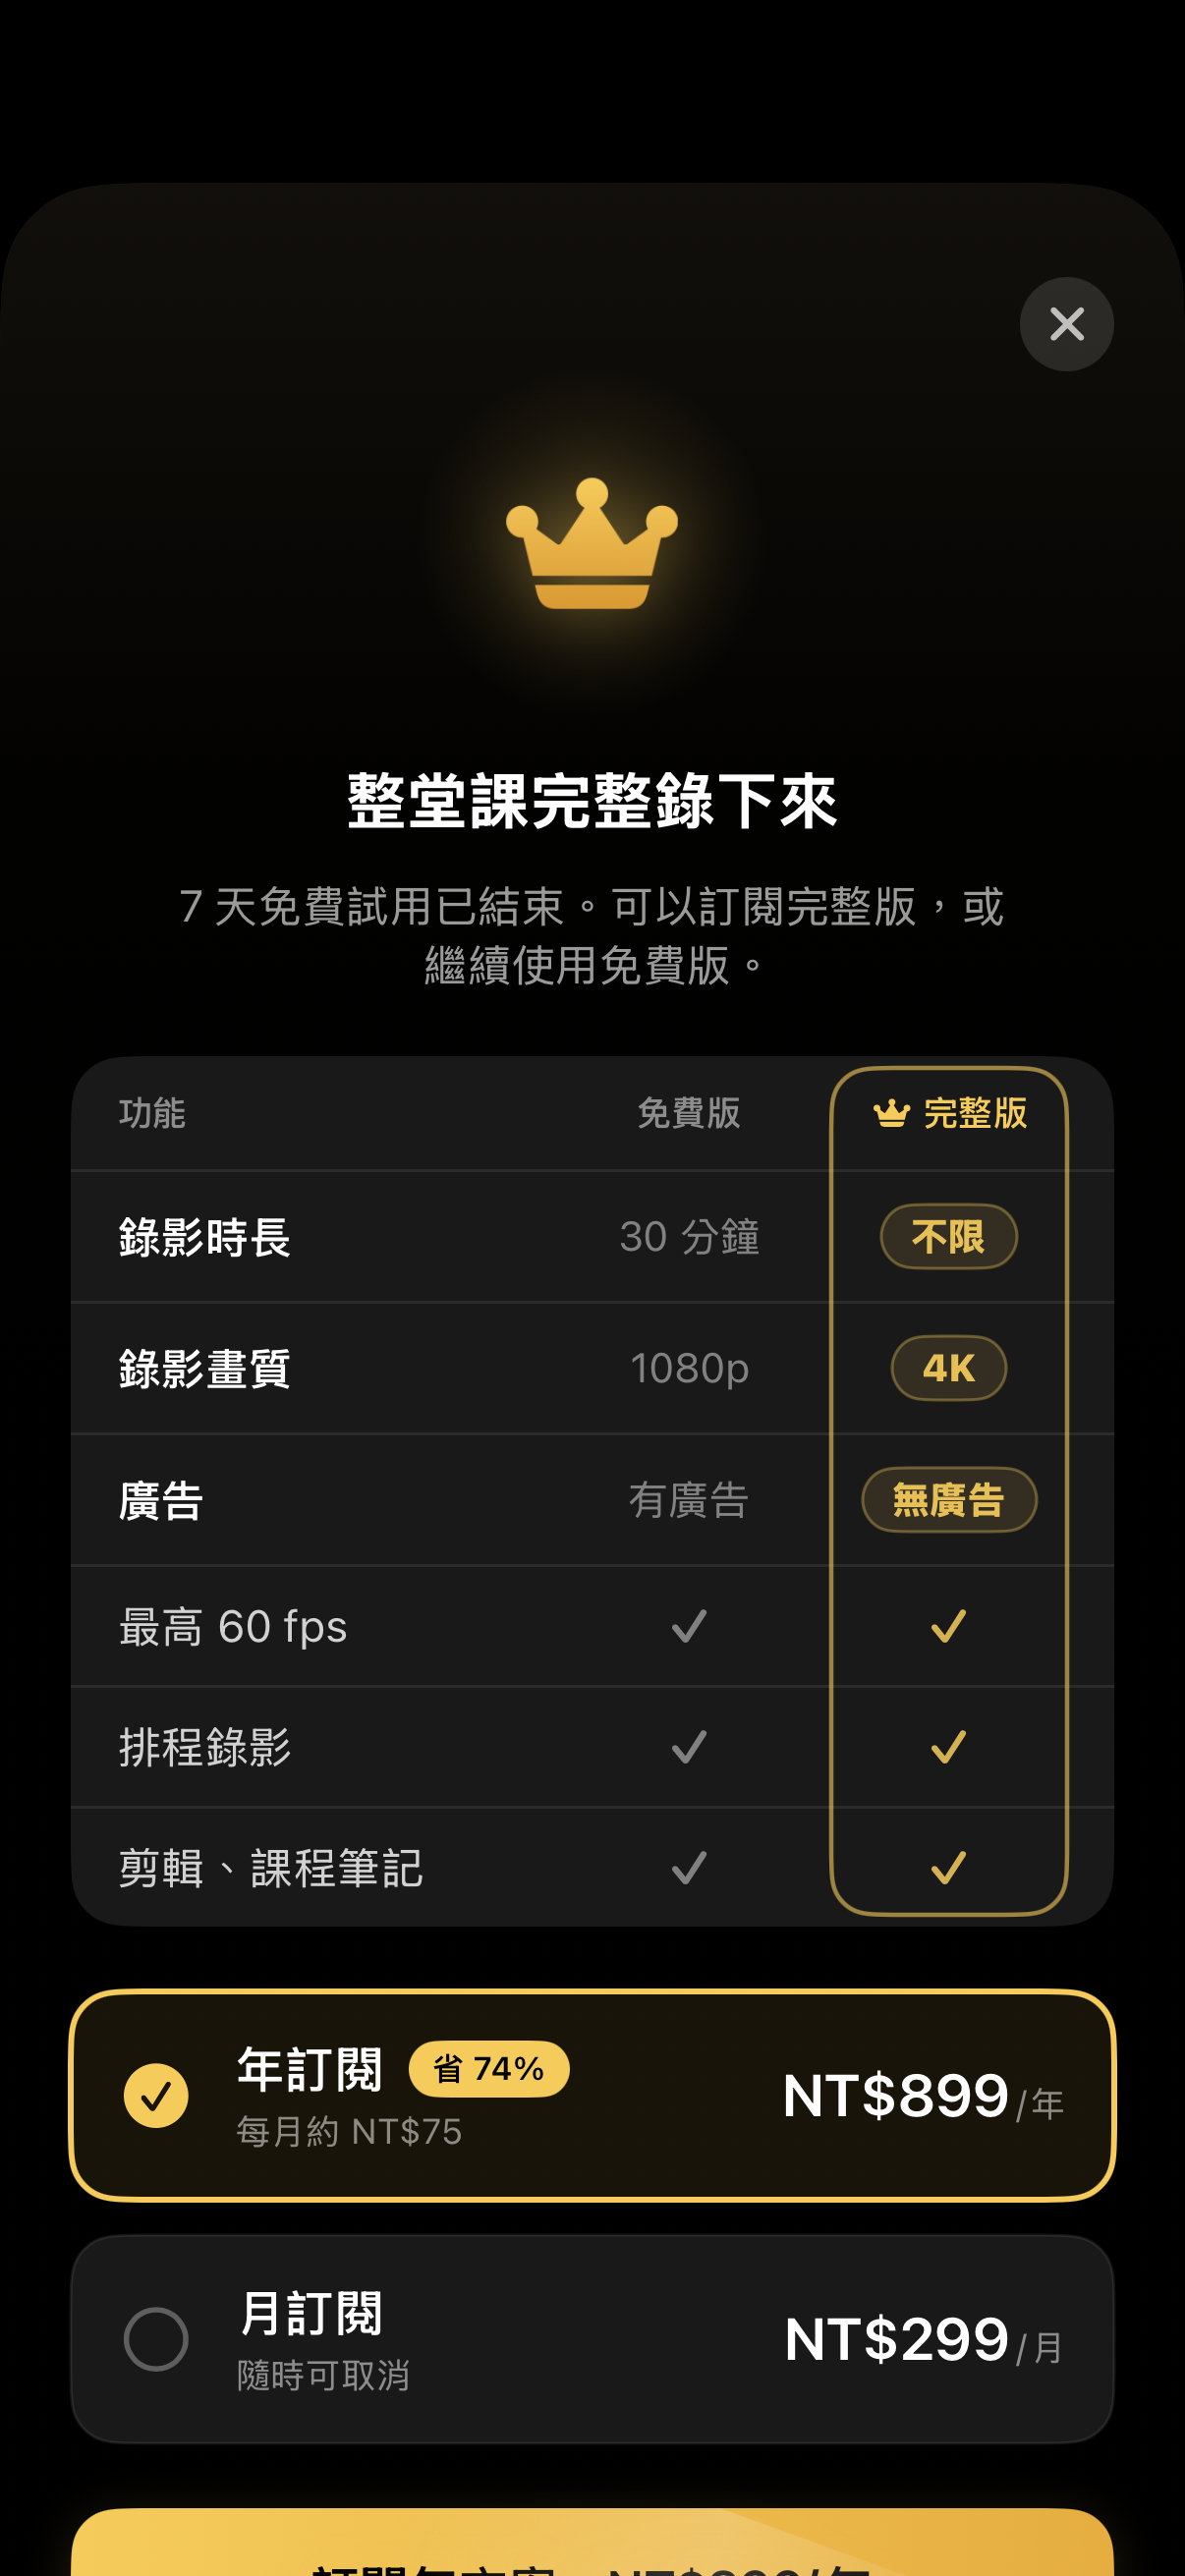 整堂課完整錄下來
7 天免費試用已結束。可以訂閱完整版，或
繼續使用免費版。
功能 免費版 完整版
錄影時長 30 分鐘 不限
錄影畫質 1080p 4K
廣告 有廣告 無廣告
最高 60 fps
排程錄影
剪輯、課程筆記
年訂閱 省 74%
每月約 NT$75
NT$899/年
月訂閱
隨時可取消
NT$299/月